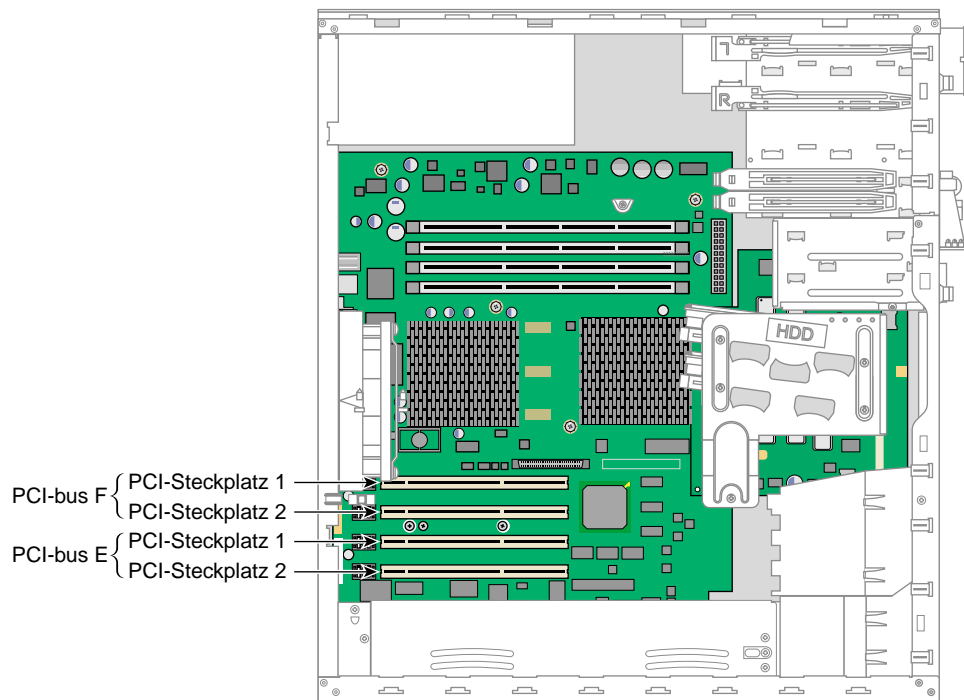 L
R
HDD
PCI-bus F
PCI-Steckplatz 1
PCI-Steckplatz 2
PCI-bus E
PCI-Steckplatz 1
PCI-Steckplatz 2